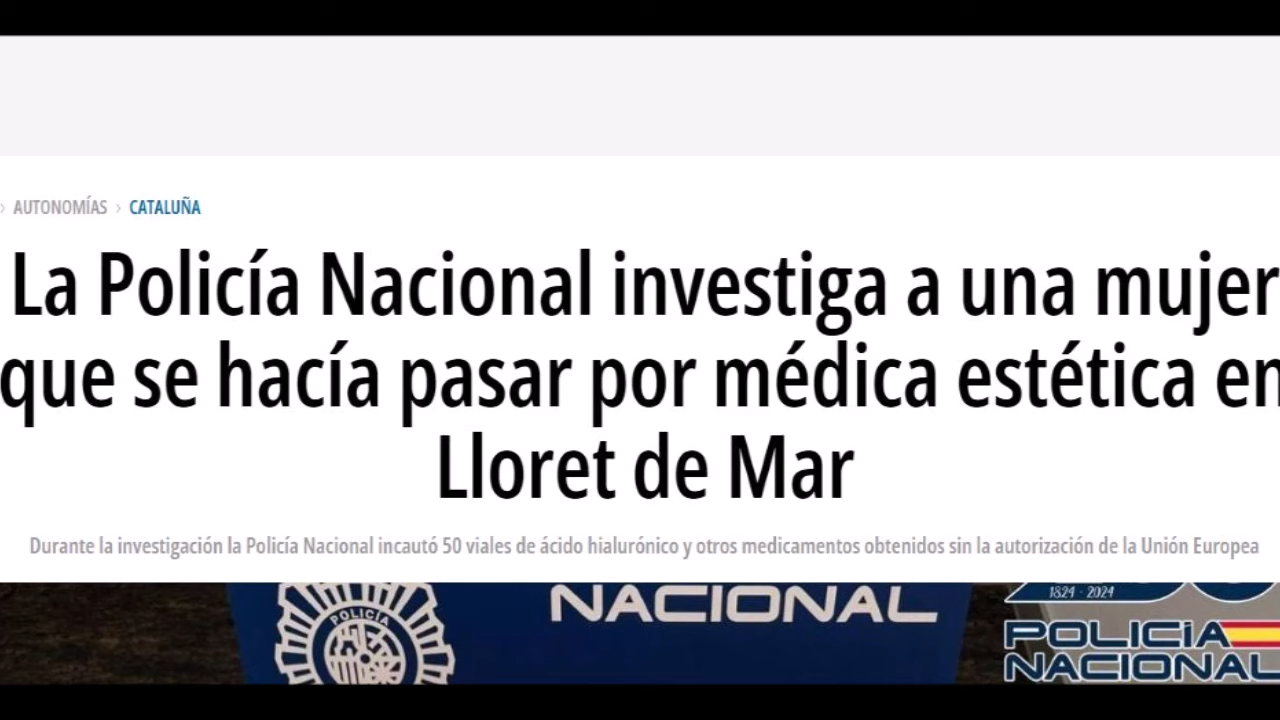 › AUTONOMÍAS › CATALUÑA
La Policía Nacional investiga a una mujer
que se hacía pasar por médica estética en
Lloret de Mar
Durante la investigación la Policía Nacional incautó 50 viales de ácido hialurónico y otros medicamentos obtenidos sin la autorización de la Unión Europea
1824 - 2024
NACIONAL
POLICÍA
POLICÍA
NACIONAL